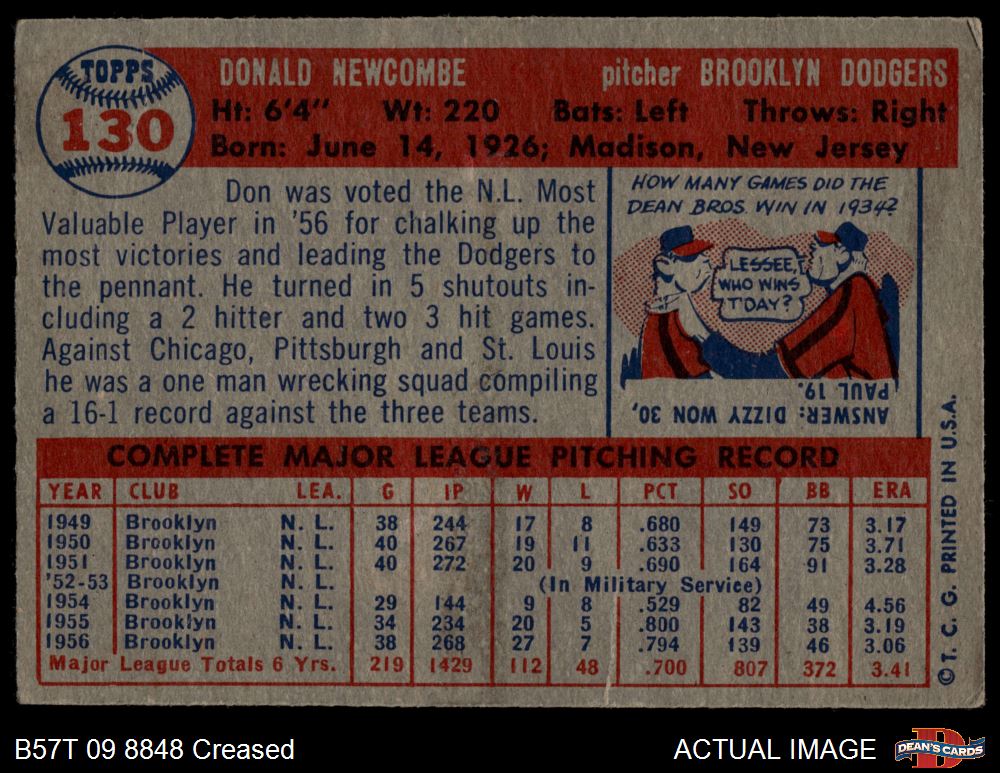 TOPPS
130
DONALD NEWCOMBE pitcher BROOKLYN DODGERS
Ht: 6'4" Wt: 220 Bats: Left Throws: Right
Born: June 14, 1926; Madison, New Jersey
Don was voted the N.L. Most
Valuable Player in '56 for chalking up the
most victories and leading the Dodgers to
the pennant. He turned in 5 shutouts in-
cluding a 2 hitter and two 3 hit games.
Against Chicago, Pittsburgh and St. Louis
he was a one man wrecking squad compiling
a 16-1 record against the three teams.
HOW MANY GAMES DID THE
DEAN BROS. WIN IN 1934?
LESSEE,
WHO WINS
T'DAY?
ANSWER: DIZZY WON 30,
PAUL 19.
COMPLETE MAJOR LEAGUE PITCHING RECORD
YEAR CLUB LEA. G IP W L PCT SO BB ERA
1949 Brooklyn N. L. 38 244 17 8 .680 149 73 3.17
1950 Brooklyn N. L. 40 267 19 11 .633 130 75 3.71
1951 Brooklyn N. L. 40 272 20 9 .690 164 91 3.28
'52-53 Brooklyn N. L. (In Military Service)
1954 Brooklyn N. L. 29 144 9 8 .529 82 49 4.56
1955 Brooklyn N. L. 34 234 20 5 .800 143 38 3.19
1956 Brooklyn N. L. 38 268 27 7 .794 139 46 3.06
Major League Totals 6 Yrs. 219 1429 112 48 .700 807 372 3.41
© T. C. G. PRINTED IN U.S.A.
B57T 09 8848 Creased
ACTUAL IMAGE
D
DEAN'S CARDS